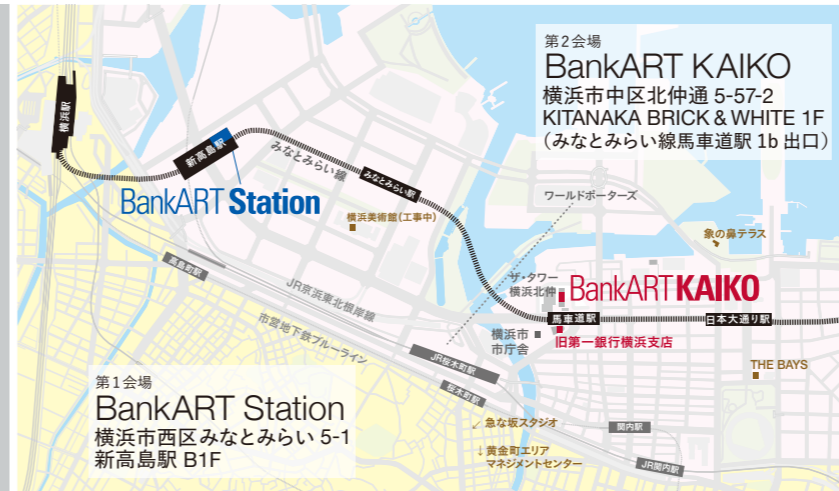 第2会場
BankART KAIKO
横浜市中区北仲通 5-57-2
KITANAKA BRICK & WHITE 1F
(みなとみらい線馬車道駅 1b 出口)
横浜駅
新高島駅
みなとみらい線
みなとみらい駅
BankART Station
横浜美術館(工事中)
ワールドポーターズ
象の鼻テラス
高島町駅
JR京浜東北根岸線
市営地下鉄ブルーライン
ザ・タワー
横浜北仲
BankART KAIKO
馬車道駅
日本大通り駅
横浜市
市庁舎
旧第一銀行横浜支店
JR桜木町駅
桜木町駅
THE BAYS
第1会場
BankART Station
横浜市西区みなとみらい 5-1
新高島駅 B1F
↙ 急な坂スタジオ
↓黄金町エリア
マネジメントセンター
関内駅
JR関内駅